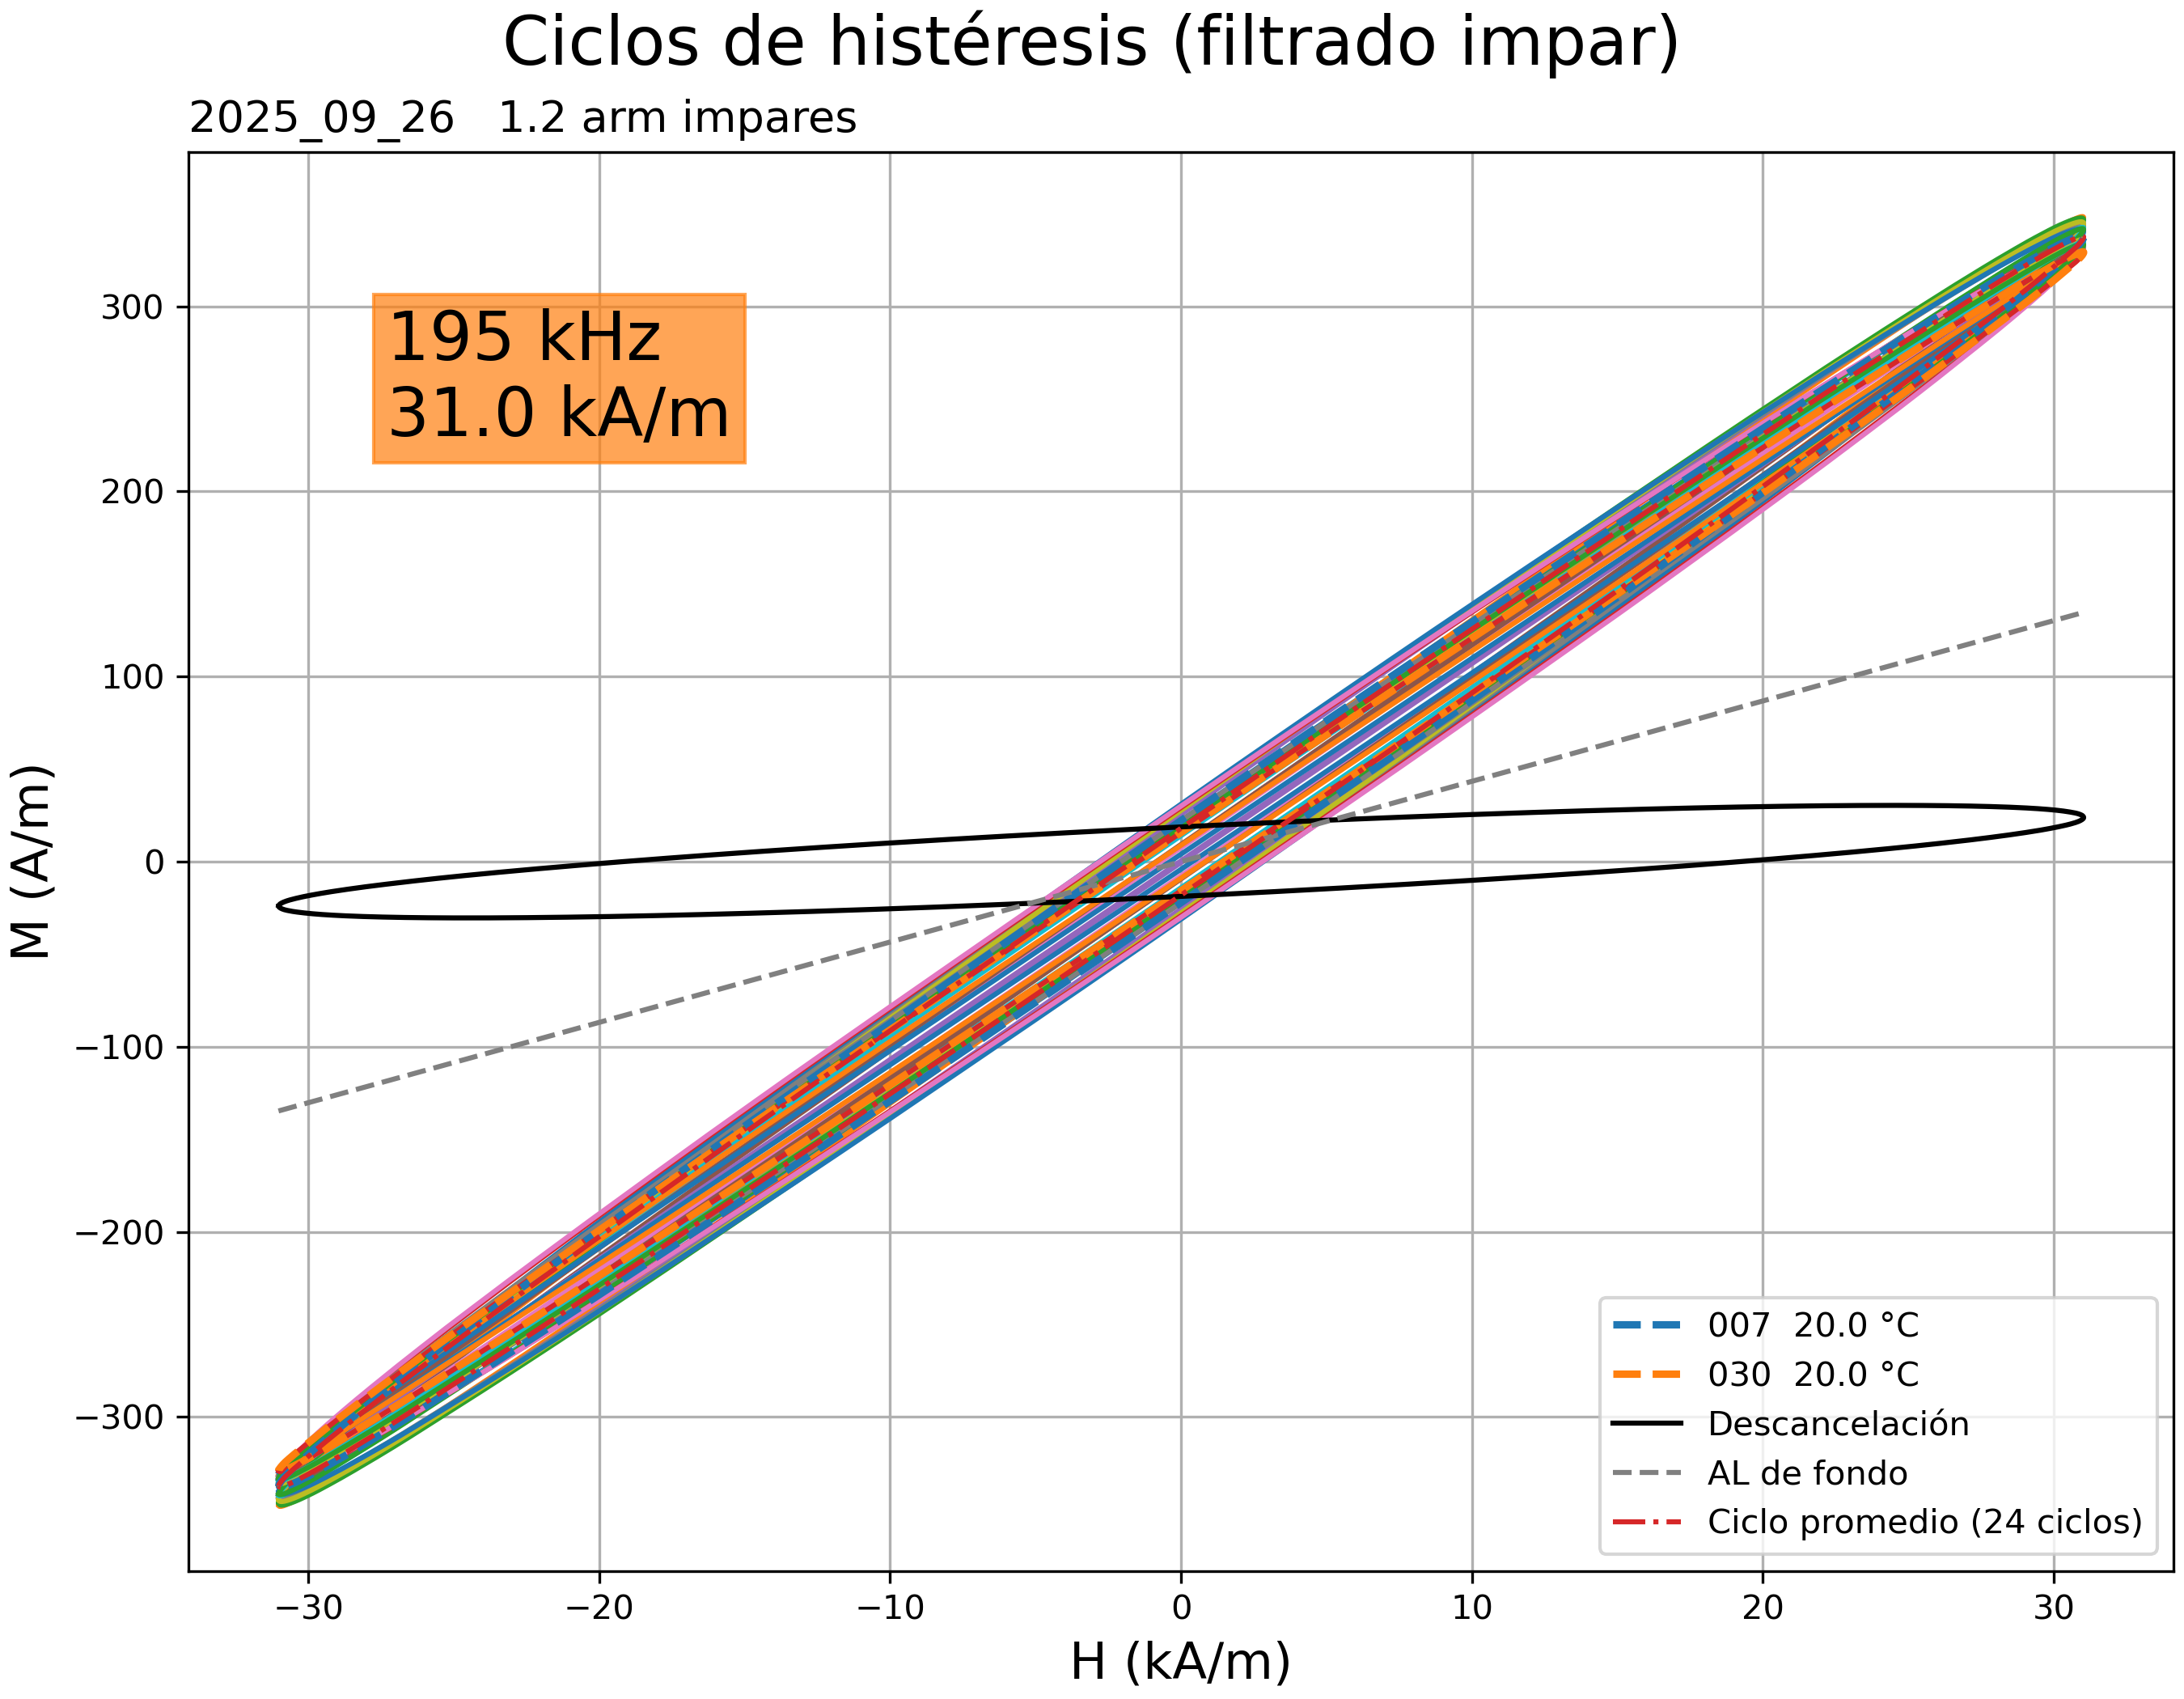 Ciclos de histéresis (filtrado impar)
2025_09_26   1.2 arm impares
195 kHz
31.0 kA/m
M (A/m)
300
200
100
0
−100
−200
−300
−30
−20
−10
0
10
20
30
H (kA/m)
007  20.0 °C
030  20.0 °C
Descancelación
AL de fondo
Ciclo promedio (24 ciclos)